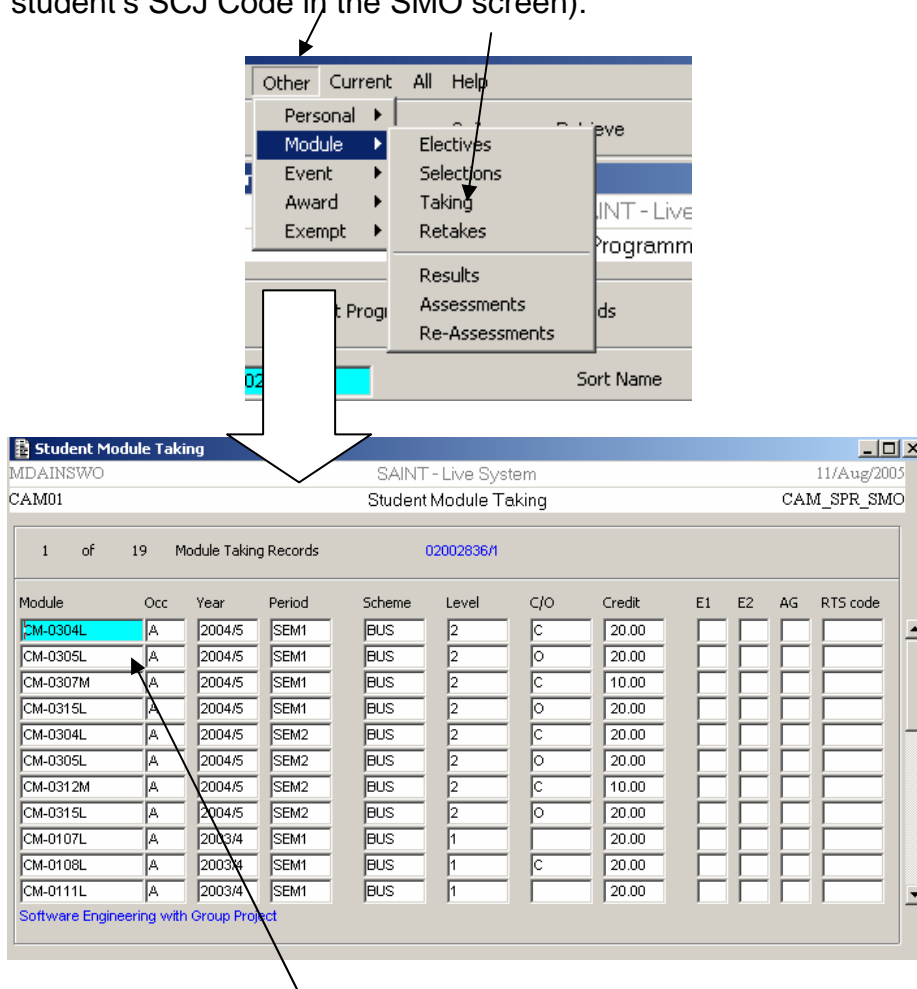 student's SCJ Code in the SMO screen).
Other Current All Help
Personal
Module
Event
Award
Exempt
Electives
Selections
Taking
Retakes
Results
Assessments
Re-Assessments
Sort Name
Student Module Taking
MDAINSWO SAINT - Live System 11/Aug/2005
CAM01 Student Module Taking CAM_SPR_SMO
1 of 19 Module Taking Records 02002836/1
Module Occ Year Period Scheme Level C/O Credit E1 E2 AG RTS code
CM-0304L A 2004/5 SEM1 BUS 2 C 20.00
CM-0305L A 2004/5 SEM1 BUS 2 O 20.00
CM-0307M A 2004/5 SEM1 BUS 2 C 10.00
CM-0315L A 2004/5 SEM1 BUS 2 O 20.00
CM-0304L A 2004/5 SEM2 BUS 2 C 20.00
CM-0305L A 2004/5 SEM2 BUS 2 O 20.00
CM-0312M A 2004/5 SEM2 BUS 2 C 10.00
CM-0315L A 2004/5 SEM2 BUS 2 O 20.00
CM-0107L A 2003/4 SEM1 BUS 1 20.00
CM-0108L A 2003/4 SEM1 BUS 1 C 20.00
CM-0111L A 2003/4 SEM1 BUS 1 20.00
Software Engineering with Group Project